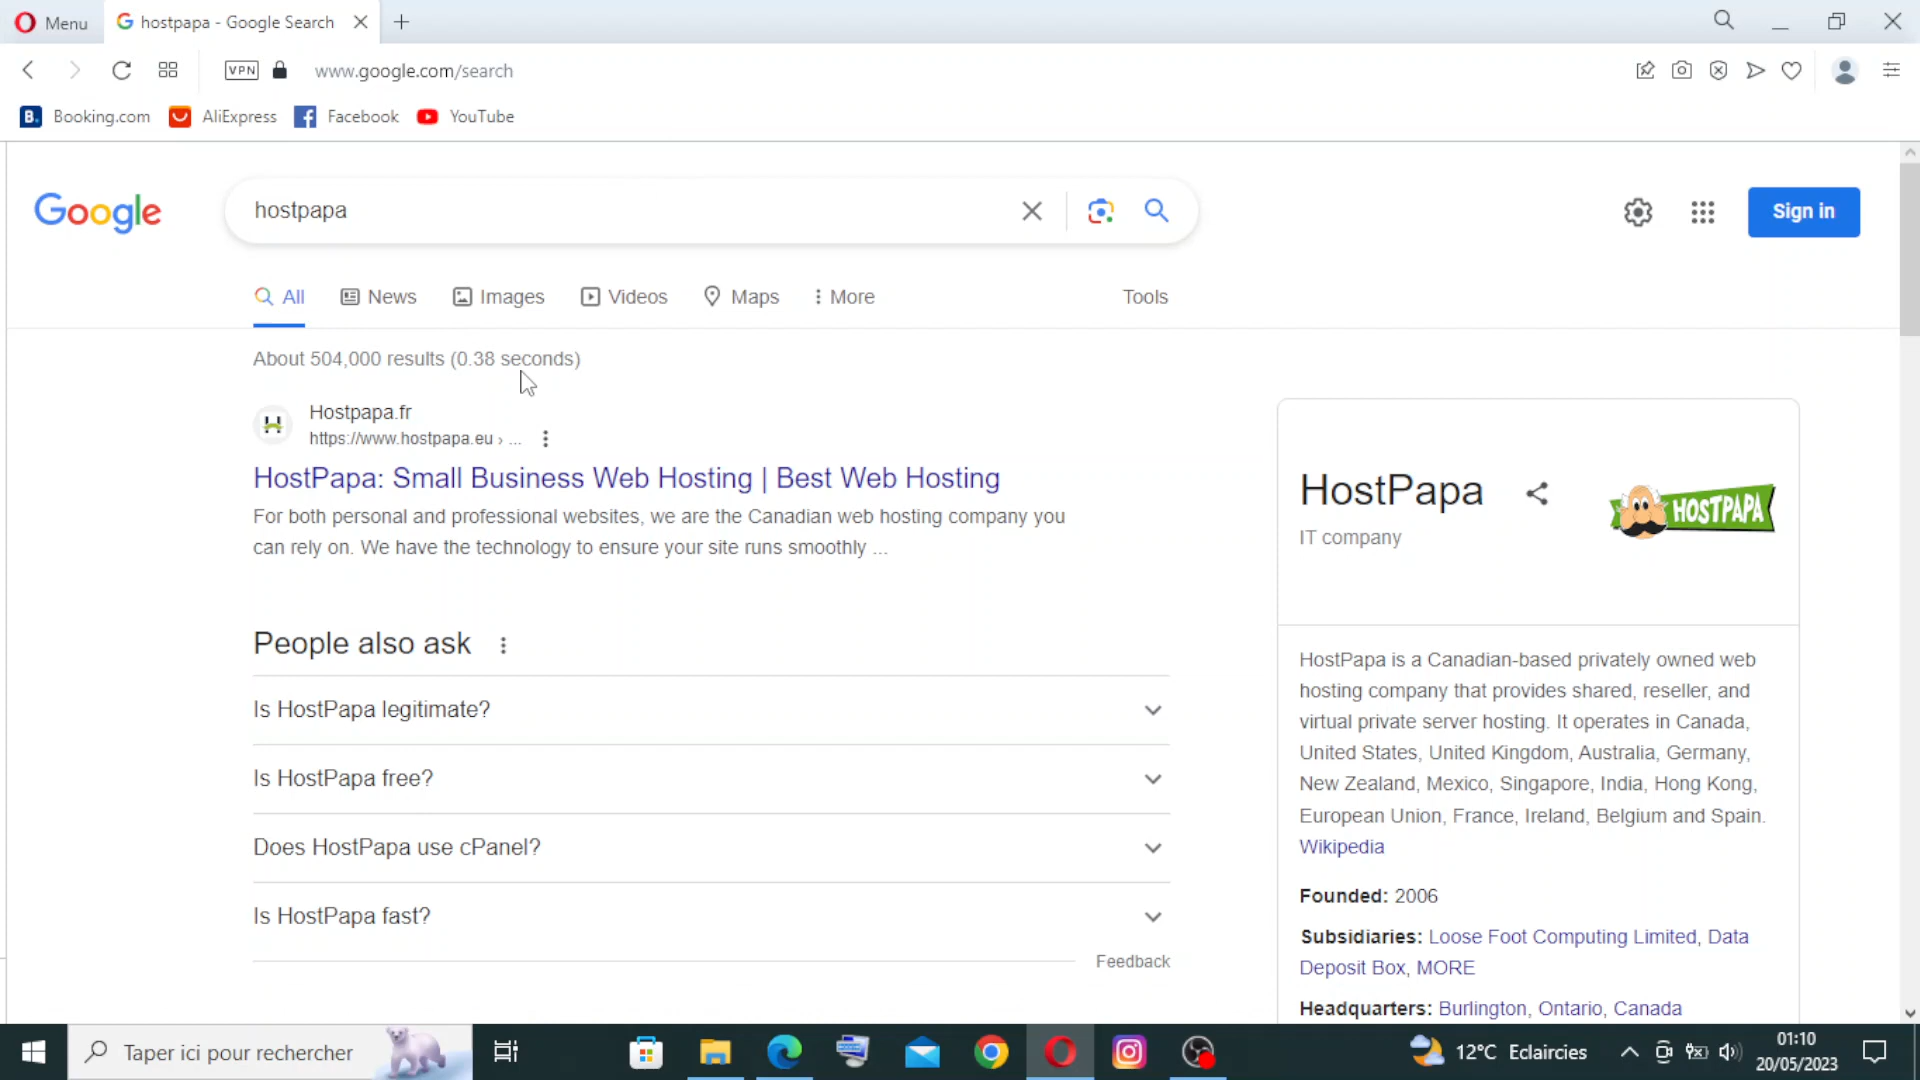 Menu
hostpapa - Google Search
VPN
www.google.com/search
Booking.com
AliExpress
Facebook
YouTube
Google
hostpapa
Sign in
All
News
Images
Videos
Maps
More
Tools
About 504,000 results (0.38 seconds)
Hostpapa.fr
https://www.hostpapa.eu › ...
HostPapa: Small Business Web Hosting | Best Web Hosting
For both personal and professional websites, we are the Canadian web hosting company you
can rely on. We have the technology to ensure your site runs smoothly ...
People also ask
Is HostPapa legitimate?
Is HostPapa free?
Does HostPapa use cPanel?
Is HostPapa fast?
Feedback
HostPapa
IT company
HOSTPAPA
HostPapa is a Canadian-based privately owned web
hosting company that provides shared, reseller, and
virtual private server hosting. It operates in Canada,
United States, United Kingdom, Australia, Germany,
New Zealand, Mexico, Singapore, India, Hong Kong,
European Union, France, Ireland, Belgium and Spain.
Wikipedia
Founded: 2006
Subsidiaries: Loose Foot Computing Limited, Data
Deposit Box, MORE
Headquarters: Burlington, Ontario, Canada
Taper ici pour rechercher
12°C Eclaircies
01:10
20/05/2023